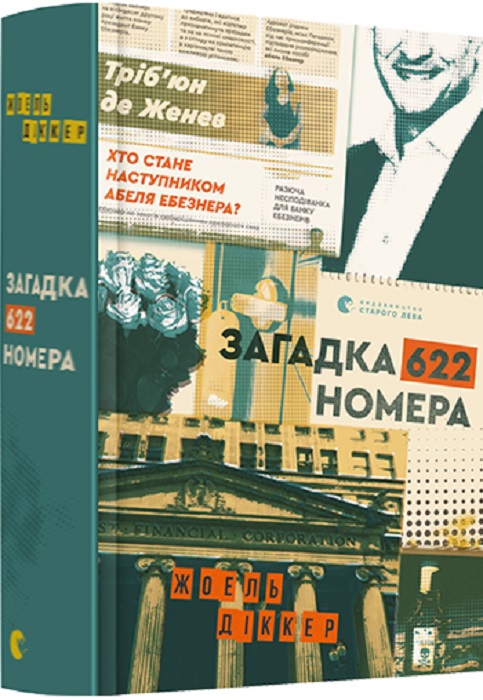 ЖОЕЛЬ
ДІККЕР
ЗАГАДКА
622
НОМЕРА
Тріб’юн
де Женев
ХТО СТАНЕ
НАСТУПНИКОМ
АБЕЛЯ ЕБЕЗНЕРА?
РАЗЮЧА
НЕСПОДІВАНКА
ДЛЯ БАНКУ
ЕБЕЗНЕРІВ
ВИДАВНИЦТВО
СТАРОГО ЛЕВА
ЗАГАДКА 622
НОМЕРА
FINANCIAL CORPORATION
ЖОЕЛЬ
ДІККЕР